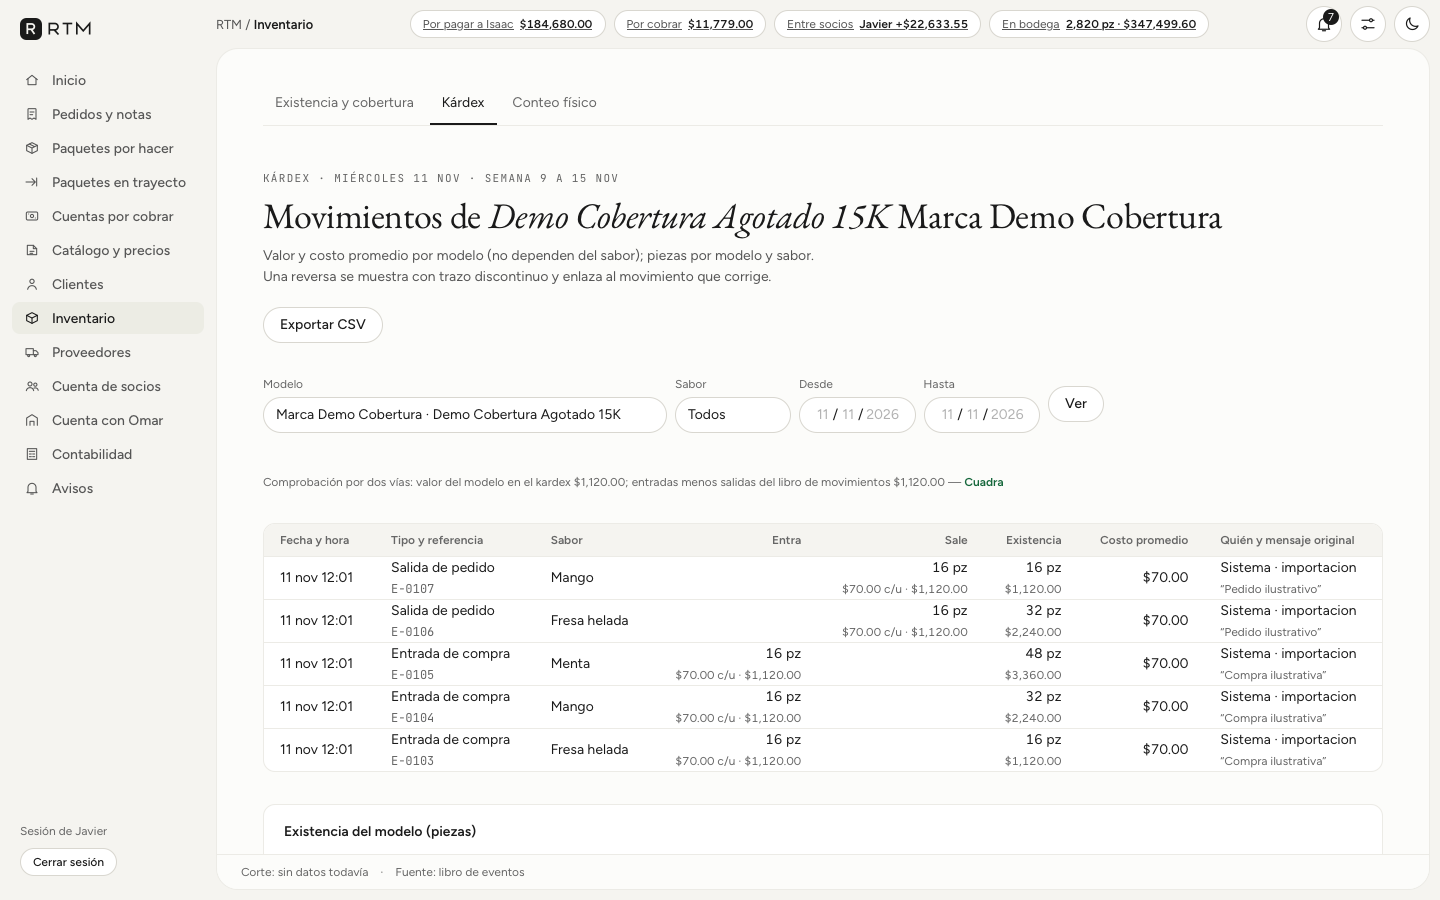 R RTM
RTM / Inventario
Por pagar a Isaac $184,680.00
Por cobrar $11,779.00
Entre socios Javier +$22,633.55
En bodega 2,820 pz · $347,499.60
7
Inicio
Pedidos y notas
Paquetes por hacer
Paquetes en trayecto
Cuentas por cobrar
Catálogo y precios
Clientes
Inventario
Proveedores
Cuenta de socios
Cuenta con Omar
Contabilidad
Avisos
Sesión de Javier
Cerrar sesión
Existencia y cobertura Kárdex Conteo físico
KÁRDEX · MIÉRCOLES 11 NOV · SEMANA 9 A 15 NOV
Movimientos de Demo Cobertura Agotado 15K Marca Demo Cobertura
Valor y costo promedio por modelo (no dependen del sabor); piezas por modelo y sabor.
Una reversa se muestra con trazo discontinuo y enlaza al movimiento que corrige.
Exportar CSV
Modelo Sabor Desde Hasta
Marca Demo Cobertura · Demo Cobertura Agotado 15K Todos 11 / 11 / 2026 11 / 11 / 2026 Ver
Comprobación por dos vías: valor del modelo en el kardex $1,120.00; entradas menos salidas del libro de movimientos $1,120.00 — Cuadra
Fecha y hora Tipo y referencia Sabor Entra Sale Existencia Costo promedio Quién y mensaje original
11 nov 12:01 Salida de pedido Mango 16 pz 16 pz $70.00 Sistema · importacion
E-0107 $70.00 c/u · $1,120.00 $1,120.00 “Pedido ilustrativo”
11 nov 12:01 Salida de pedido Fresa helada 16 pz 32 pz $70.00 Sistema · importacion
E-0106 $70.00 c/u · $1,120.00 $2,240.00 “Pedido ilustrativo”
11 nov 12:01 Entrada de compra Menta 16 pz 48 pz $70.00 Sistema · importacion
E-0105 $70.00 c/u · $1,120.00 $3,360.00 “Compra ilustrativa”
11 nov 12:01 Entrada de compra Mango 16 pz 32 pz $70.00 Sistema · importacion
E-0104 $70.00 c/u · $1,120.00 $2,240.00 “Compra ilustrativa”
11 nov 12:01 Entrada de compra Fresa helada 16 pz 16 pz $70.00 Sistema · importacion
E-0103 $70.00 c/u · $1,120.00 $1,120.00 “Compra ilustrativa”
Existencia del modelo (piezas)
Corte: sin datos todavía · Fuente: libro de eventos